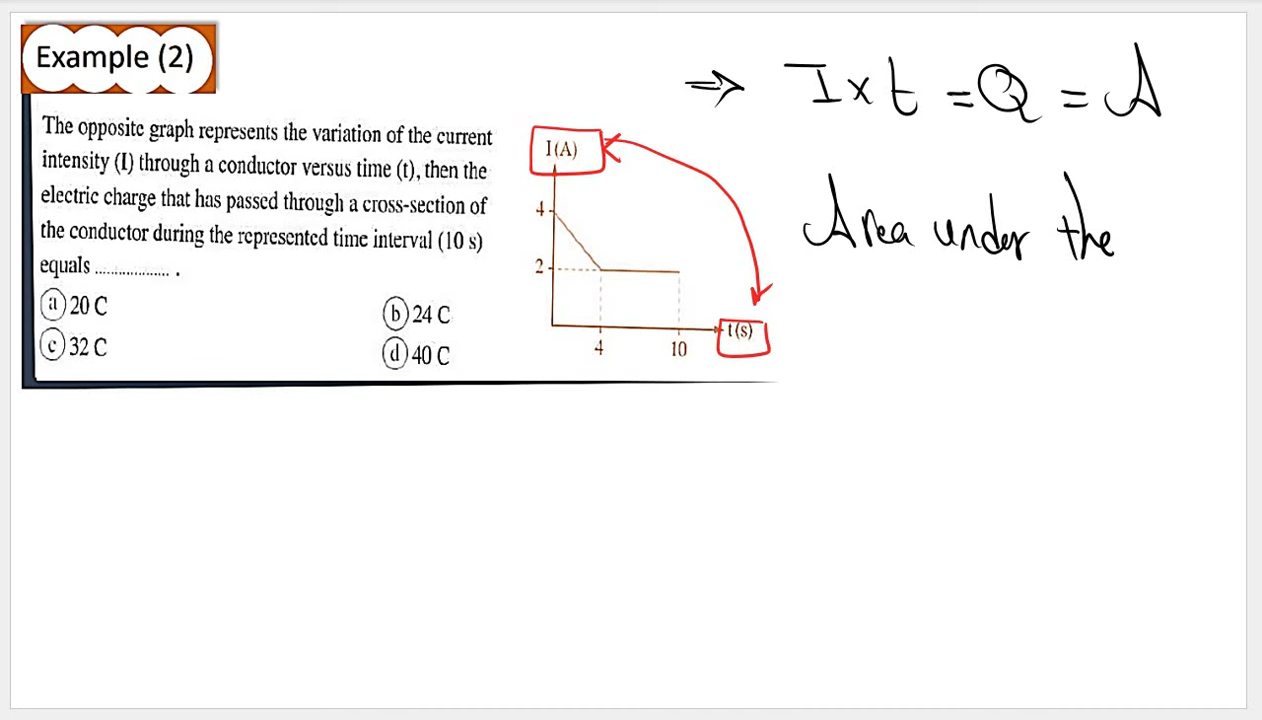 Example (2)
The opposite graph represents the variation of the current
intensity (I) through a conductor versus time (t), then the
electric charge that has passed through a cross-section of
the conductor during the represented time interval (10 s)
equals .................. .
a 20 C
b 24 C
c 32 C
d 40 C
I(A)
4
2
4
10
t(s)
⇒ I × t = Q = A
Area under the